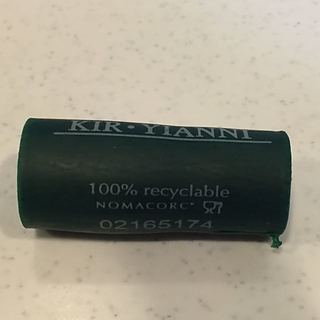 KIR • YIANNI
100% recyclable
NOMACORC®
02165174